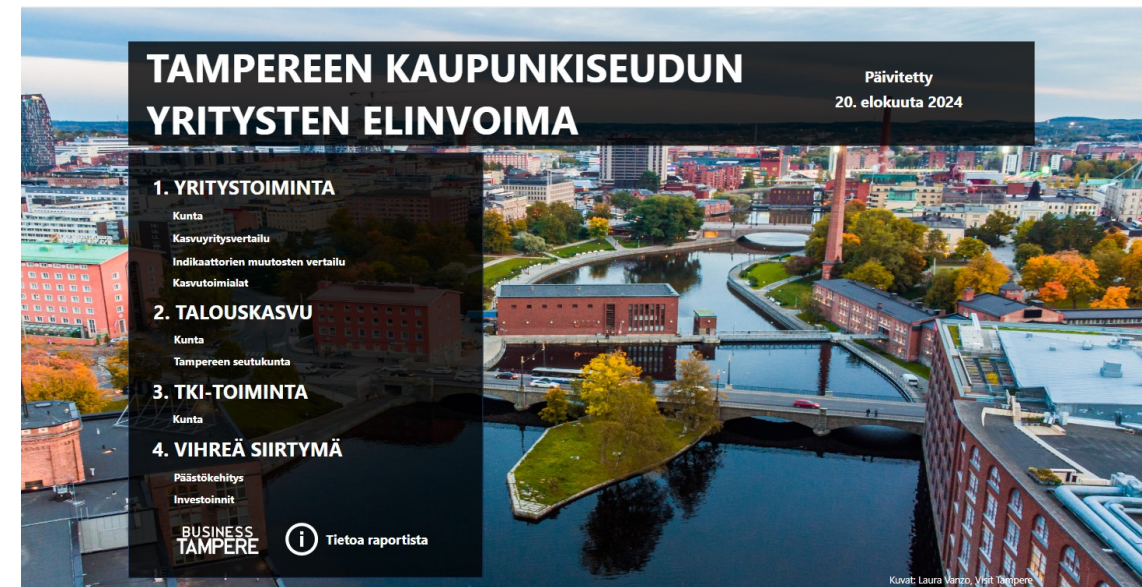 TAMPEREEN KAUPUNKISEUDUN
YRITYSTEN ELINVOIMA
Päivitetty
20. elokuuta 2024
1. YRITYSTOIMINTA
Kunta
Kasvuyritysvertailu
Indikaattorien muutosten vertailu
Kasvutoimialat
2. TALOUSKASVU
Kunta
Tampereen seutukunta
3. TKI-TOIMINTA
Kunta
4. VIHREÄ SIIRTYMÄ
Päästökehitys
Investoinnit
BUSINESS
TAMPERE
i
Tietoa raportista
Kuvat: Laura Vanzo, Visit Tampere